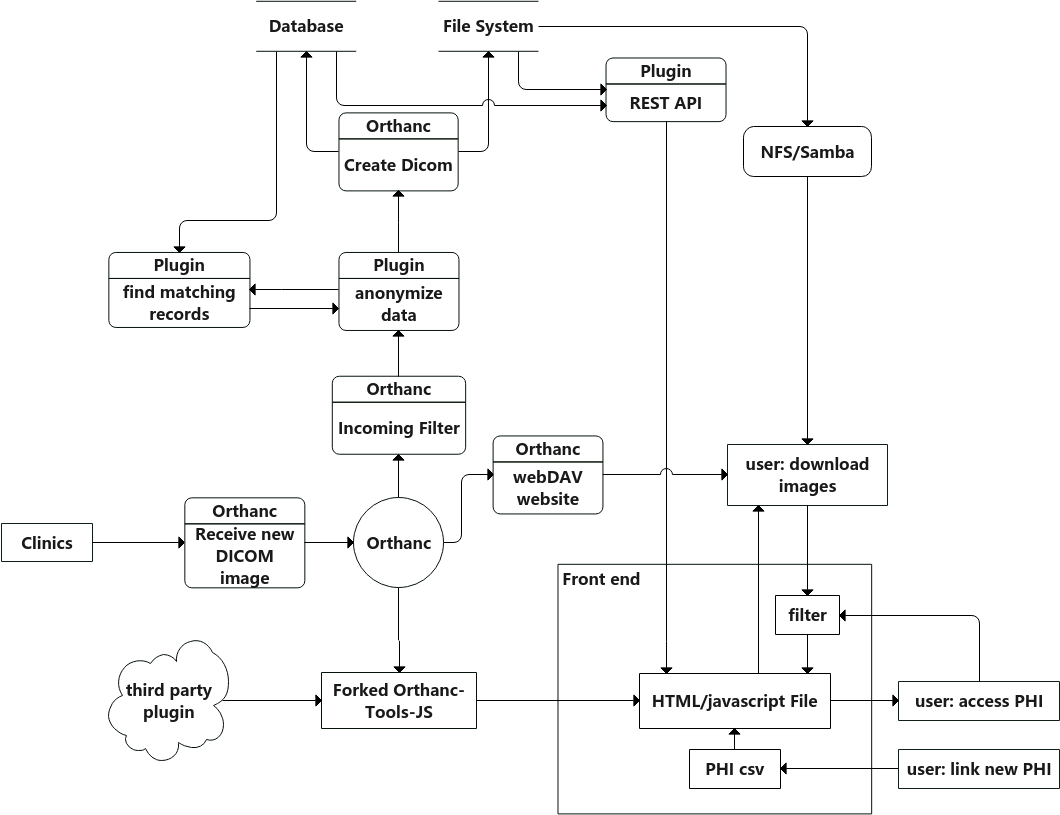 Database
File System
Plugin
REST API
Orthanc
Create Dicom
NFS/Samba
Plugin
find matching
records
Plugin
anonymize
data
Orthanc
Incoming Filter
Orthanc
webDAV
website
user: download
images
Clinics
Orthanc
Receive new
DICOM
image
Orthanc
Front end
filter
third party
plugin
Forked Orthanc-
Tools-JS
HTML/javascript File
user: access PHI
PHI csv
user: link new PHI